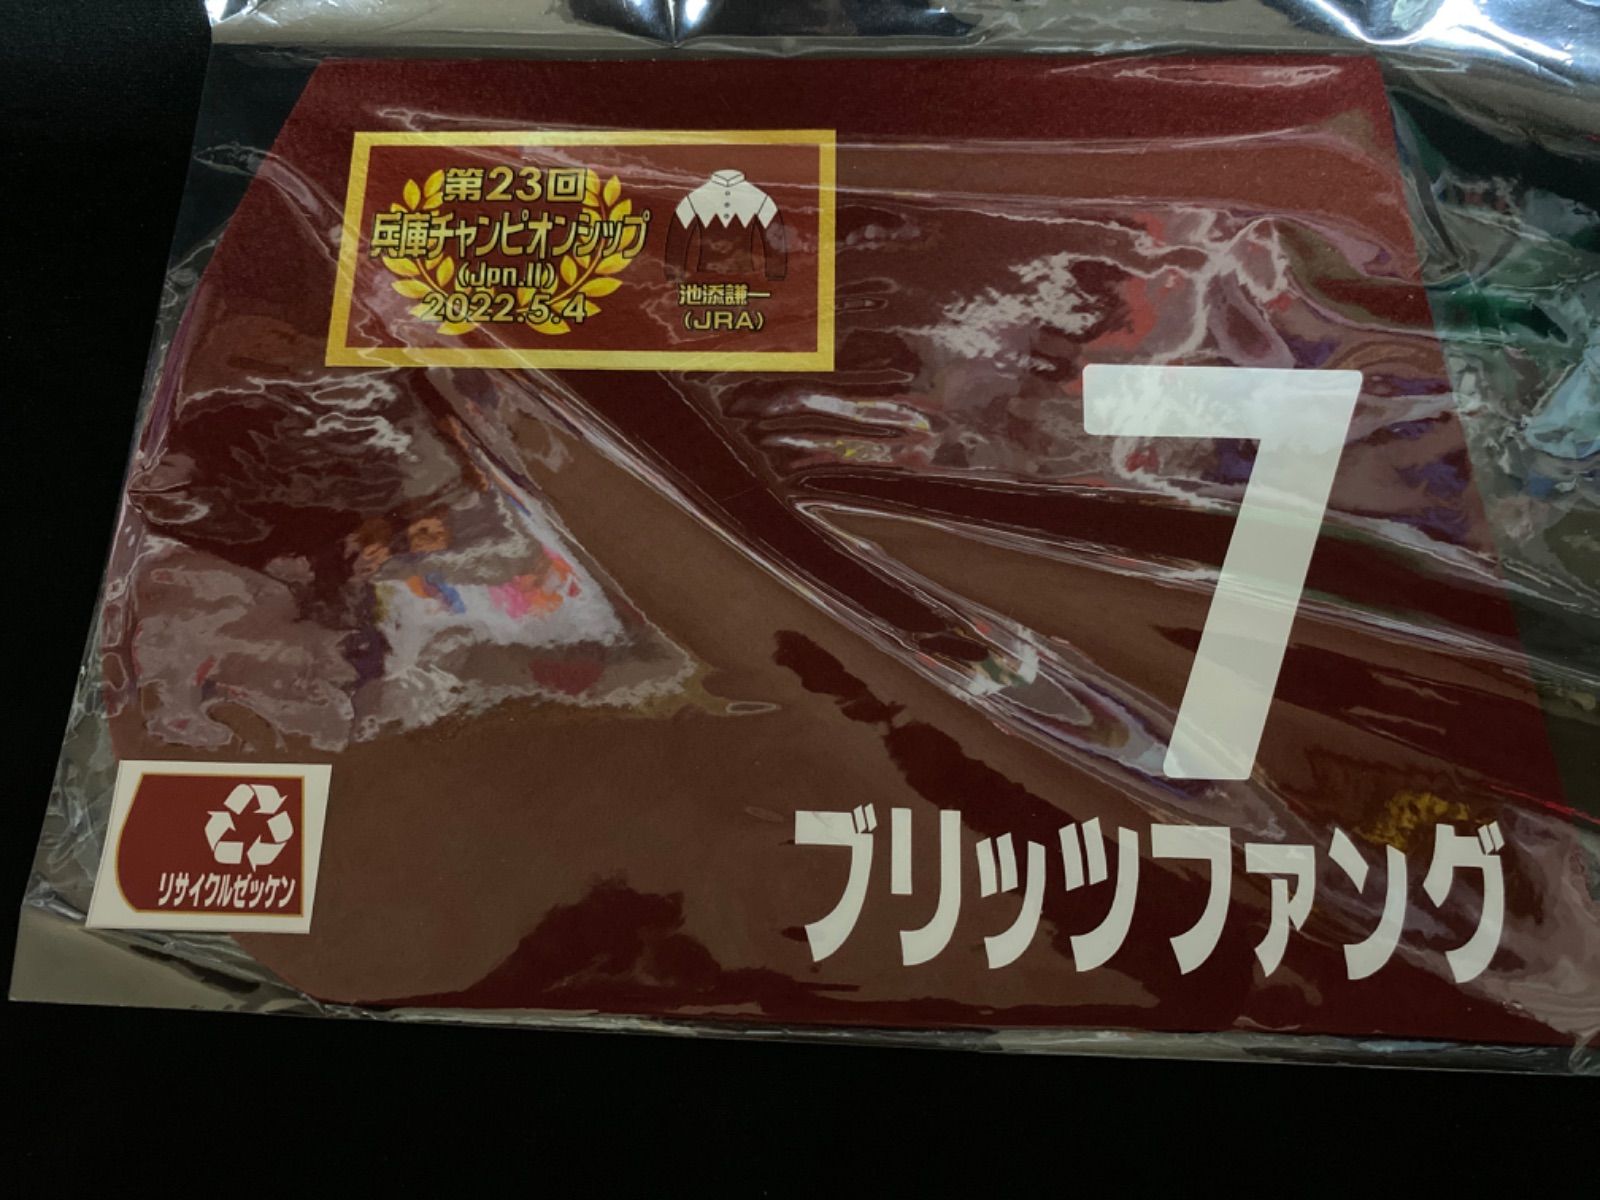 第23回
兵庫チャンピオンシップ
(Jpn.II)
2022.5.4
池添謙一
(JRA)
7
ブリッツファング
リサイクルゼッケン